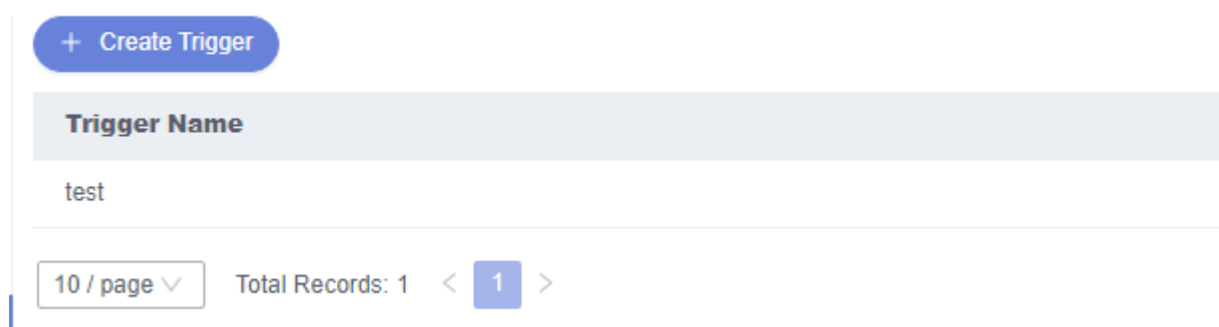 + Create Trigger
Trigger Name
test
10 / page Total Records: 1 < 1 >